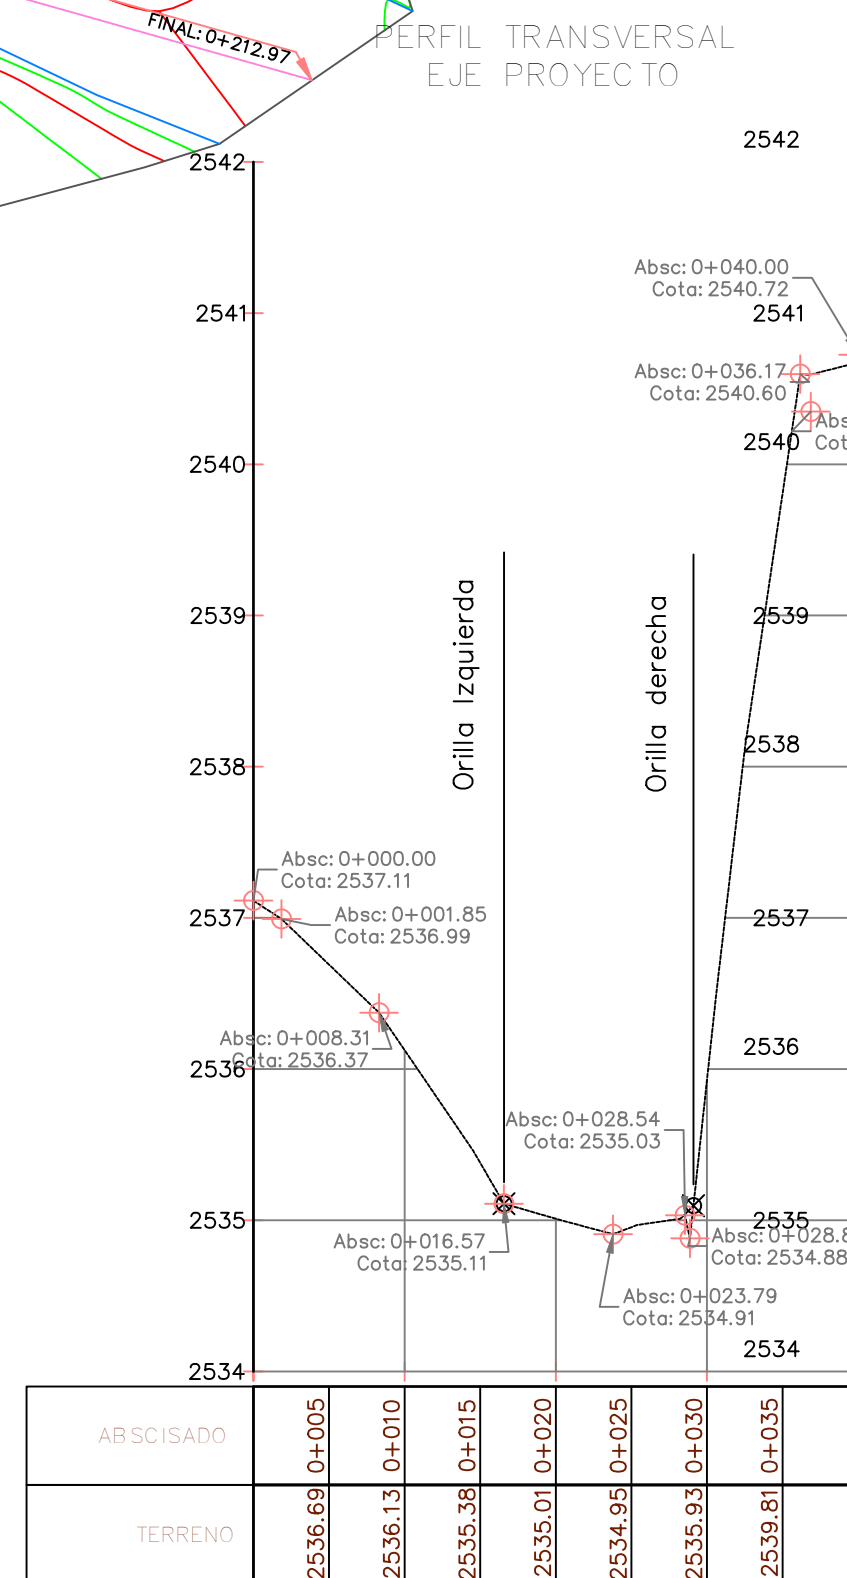 FINAL: 0+212.97
PERFIL TRANSVERSAL
EJE PROYECTO
2542
2542
Absc: 0+040.00
Cota: 2540.72
2541
2541
Absc: 0+036.17
Cota: 2540.60
Abs
Cot
2540
2540
Orilla Izquierda
Orilla derecha
2539
2539
2538
2538
Absc: 0+000.00
Cota: 2537.11
2537
Absc: 0+001.85
Cota: 2536.99
2537
Absc: 0+008.31
Cota: 2536.37
2536
2536
Absc: 0+028.54
Cota: 2535.03
2535
2535
Absc: 0+016.57
Cota: 2535.11
Absc: 0+028.8
Cota: 2534.88
Absc: 0+023.79
Cota: 2534.91
2534
2534
ABSCISADO 0+005 0+010 0+015 0+020 0+025 0+030 0+035
TERRENO 2536.69 2536.13 2535.38 2535.01 2534.95 2535.93 2539.81